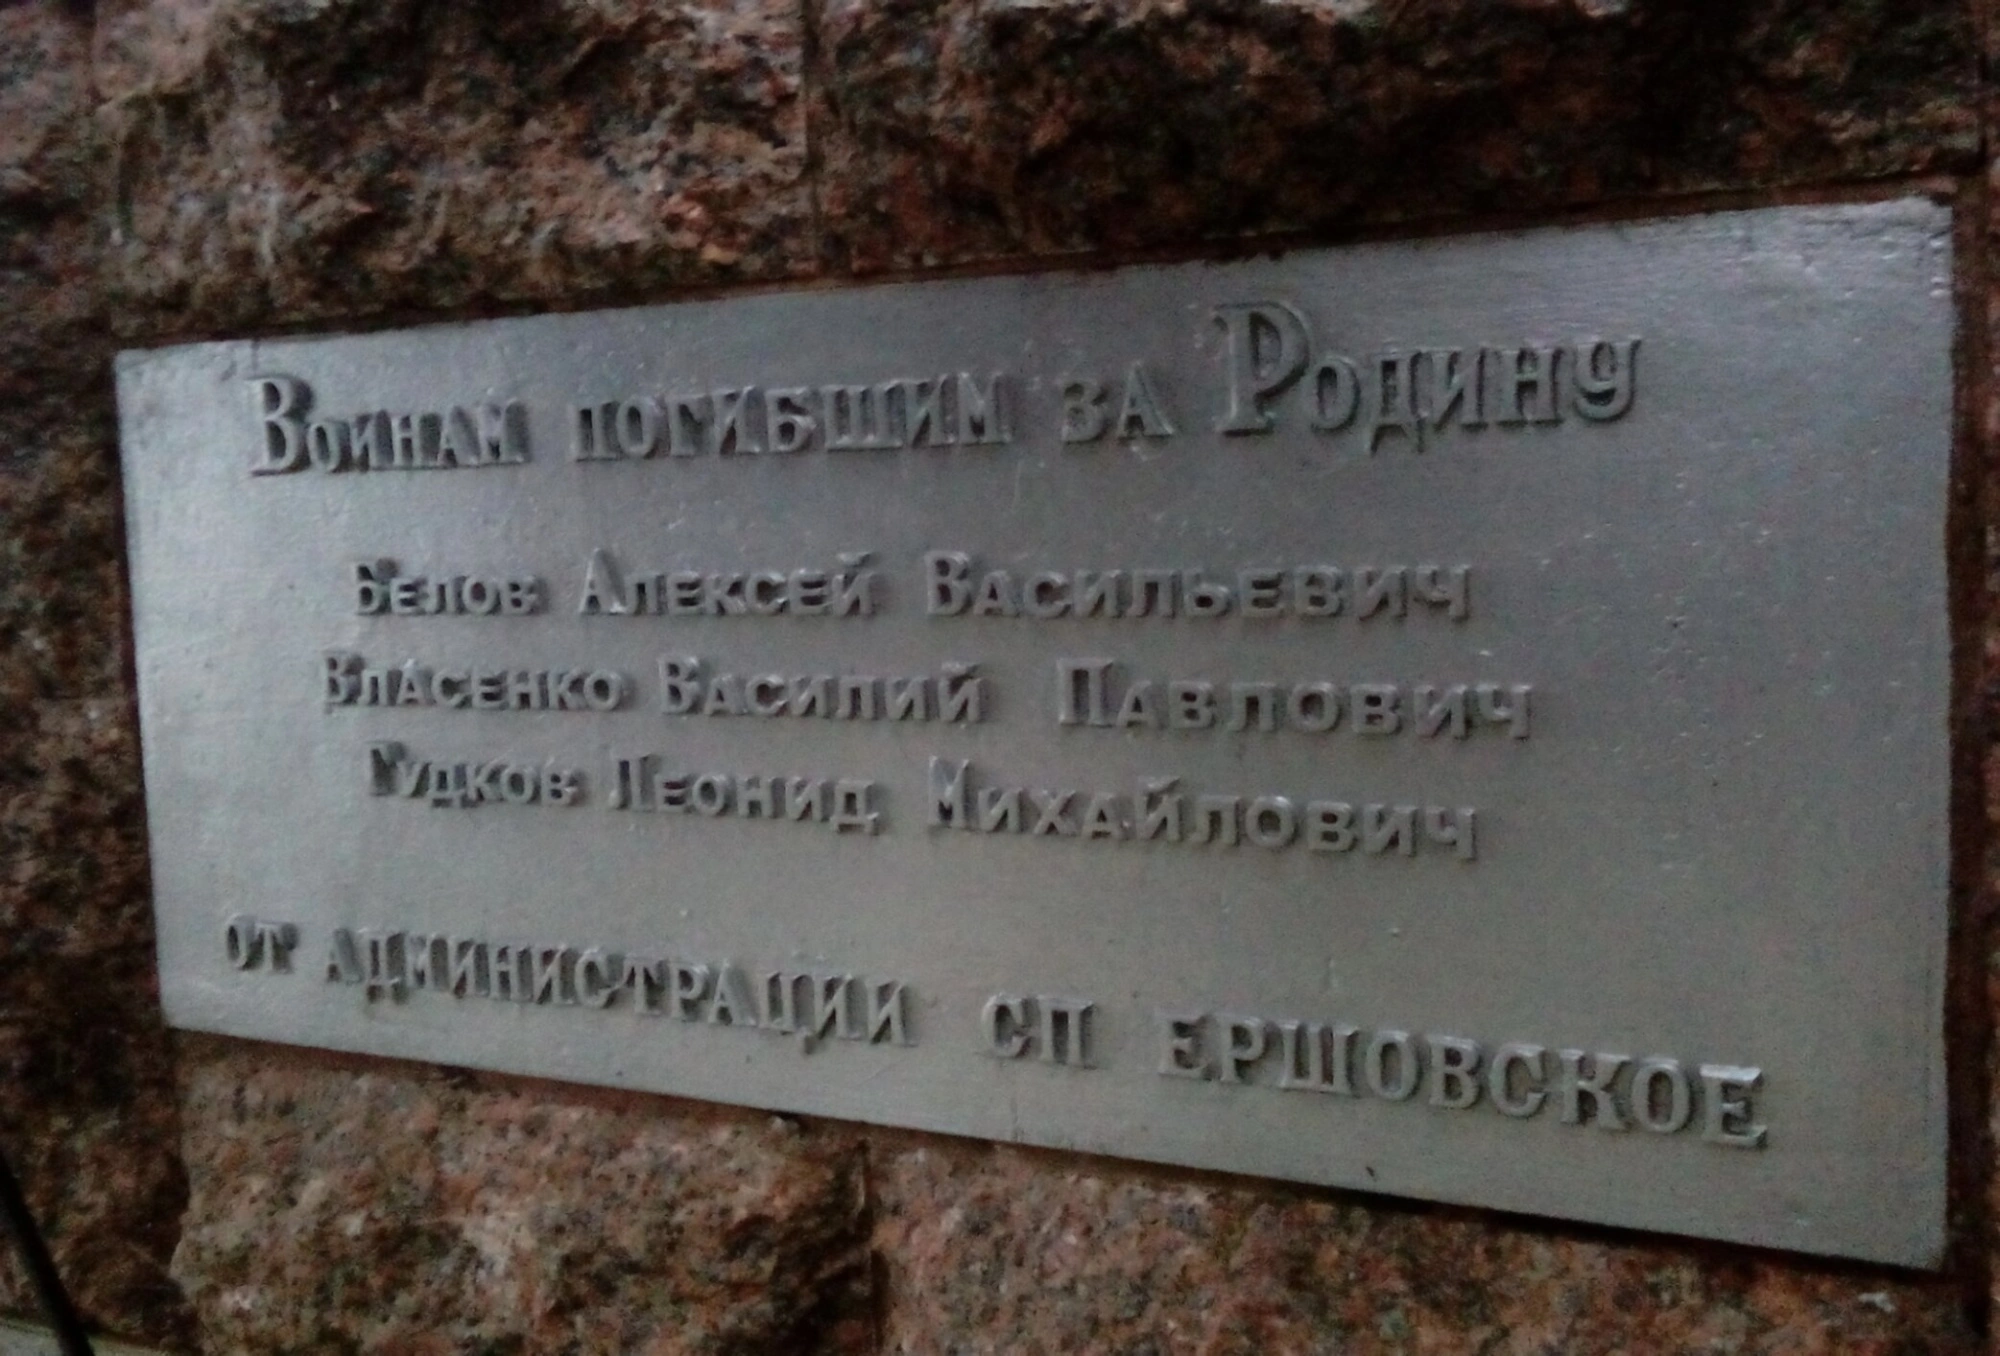 Воинам погибшим за Родину
Белов Алексей Васильевич
Власенко Василий Павлович
Гудков Леонид Михайлович
от администрации СП Ершовское